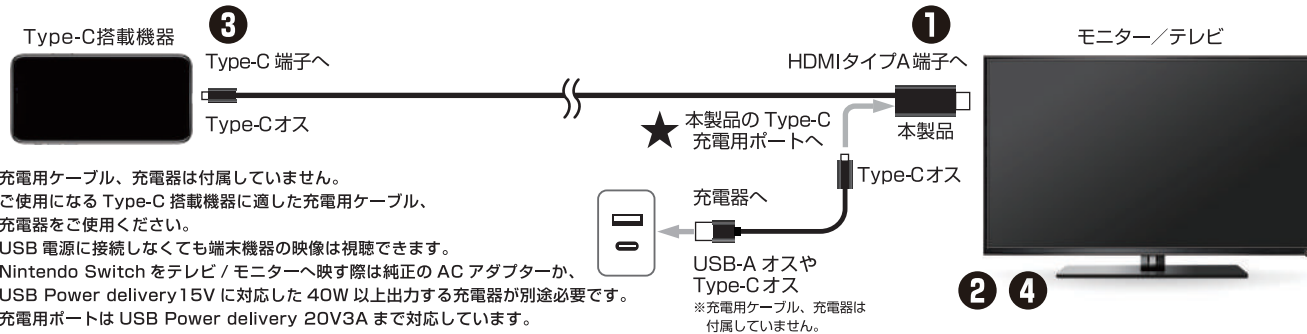 Type-C搭載機器
❸
Type-C 端子へ
Type-Cオス
❶
HDMIタイプA端子へ
モニター／テレビ
★ 本製品の Type-C
充電用ポートへ
本製品
Type-Cオス
充電器へ
USB-A オスや
Type-Cオス
※充電用ケーブル、充電器は
付属していません。
❷ ❹
充電用ケーブル、充電器は付属していません。
ご使用になる Type-C 搭載機器に適した充電用ケーブル、
充電器をご使用ください。
USB 電源に接続しなくても端末機器の映像は視聴できます。
Nintendo Switch をテレビ / モニターへ映す際は純正の AC アダプターか、
USB Power delivery15V に対応した 40W 以上出力する充電器が別途必要です。
充電用ポートは USB Power delivery 20V3A まで対応しています。